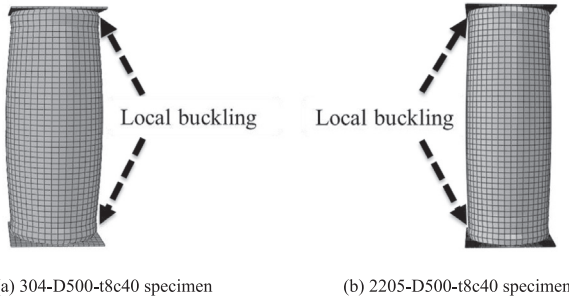 Local buckling Local buckling
(a) 304-D500-t8c40 specimen (b) 2205-D500-t8c40 specimen